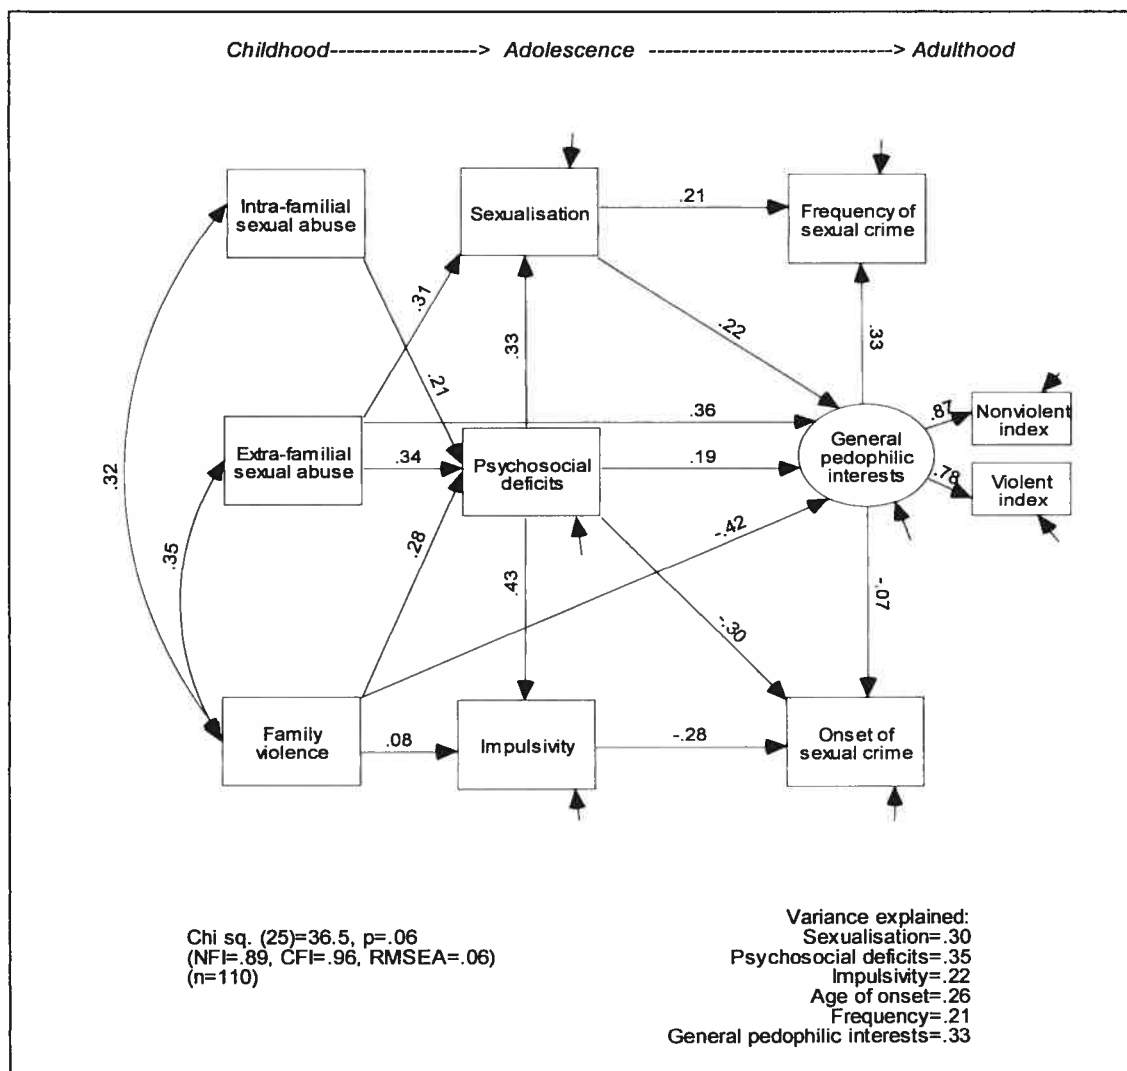 Childhood------------------> Adolescence ------------------------------> Adulthood
Intra-familial
sexual abuse
Sexualisation
.21
Frequency of
sexual crime
.31
.22
.33
.33
.21
.36
.87
Nonviolent
index
Extra-familial
sexual abuse
.34
Psychosocial
deficits
.19
General
pedophilic
interests
.78
Violent
index
.32
.35
.28
-.42
.43
-.30
-.07
Family
violence
.08
Impulsivity
-.28
Onset of
sexual crime
Chi sq. (25)=36.5, p=.06
(NFI=.89, CFI=.96, RMSEA=.06)
(n=110)
Variance explained:
Sexualisation=.30
Psychosocial deficits=.35
Impulsivity=.22
Age of onset=.26
Frequency=.21
General pedophilic interests=.33